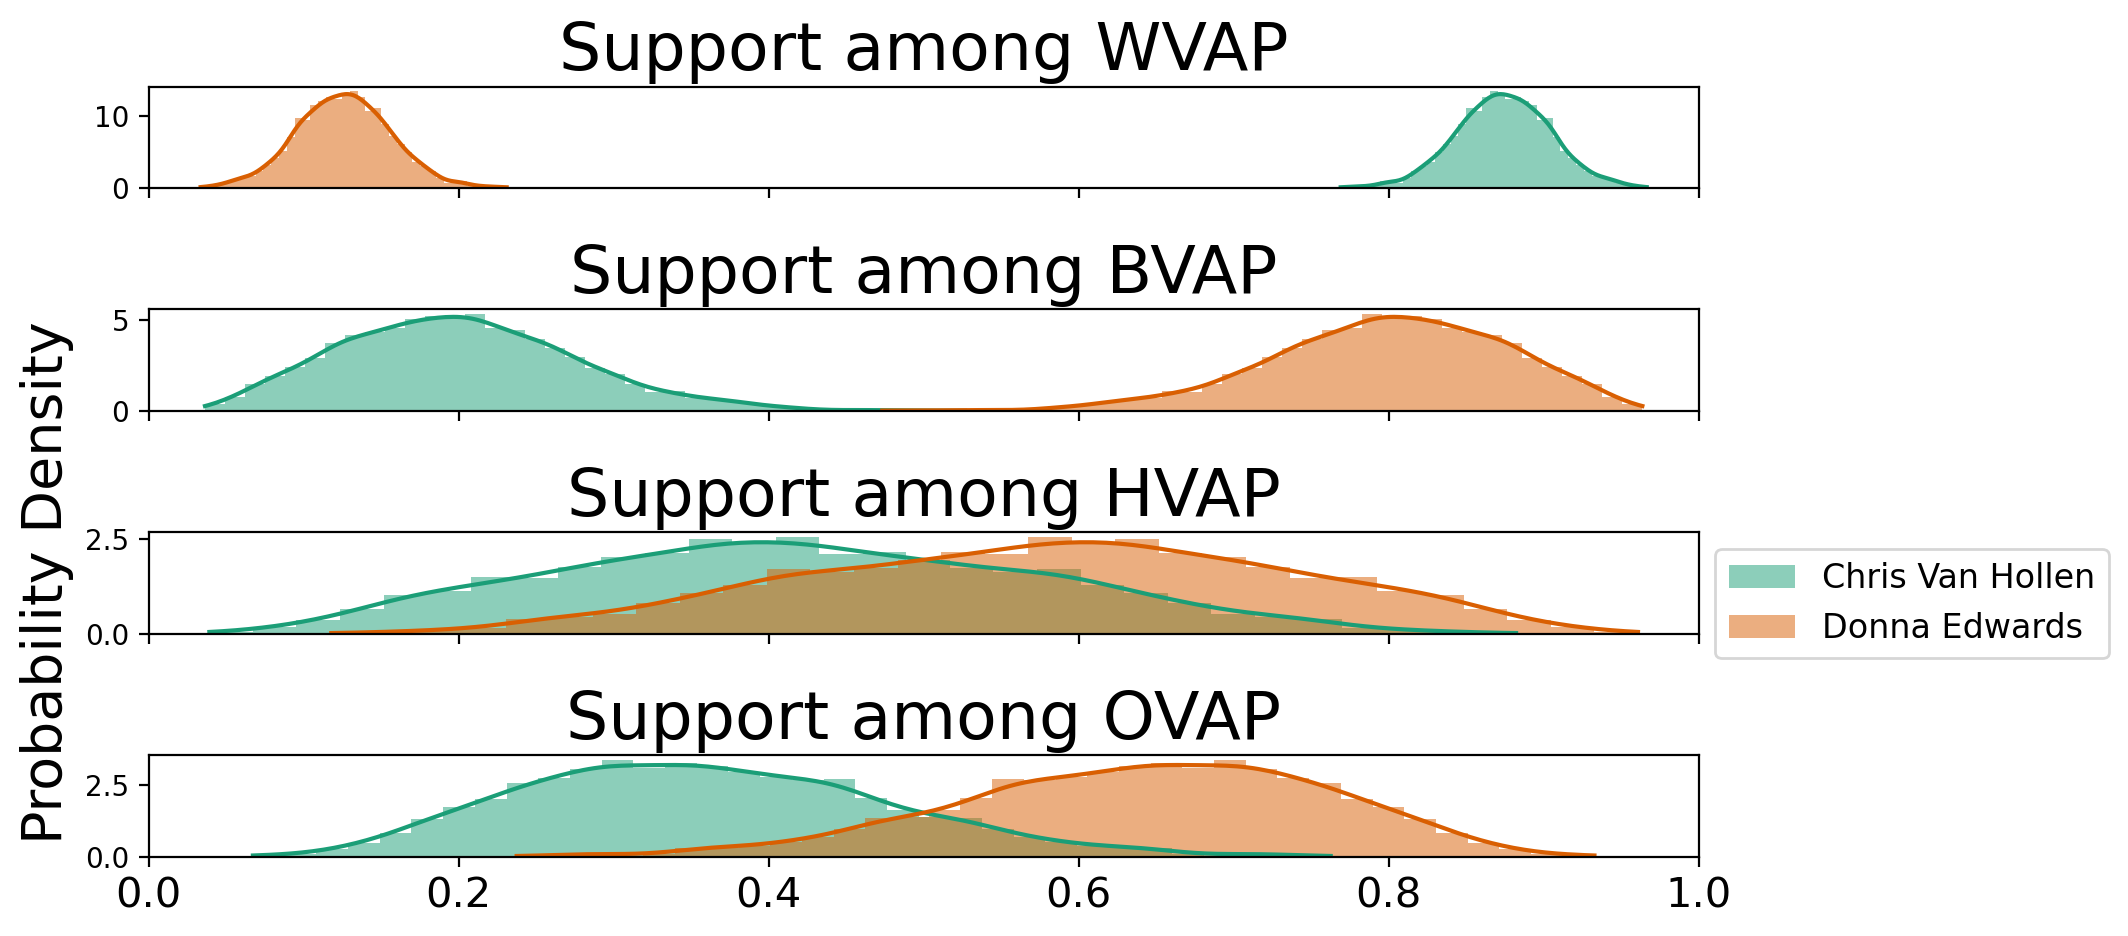 Support among WVAP
10
0
Support among BVAP
5
0
Support among HVAP
2.5
0.0
Support among OVAP
2.5
0.0
0.0 0.2 0.4 0.6 0.8 1.0
Probability Density
Chris Van Hollen
Donna Edwards